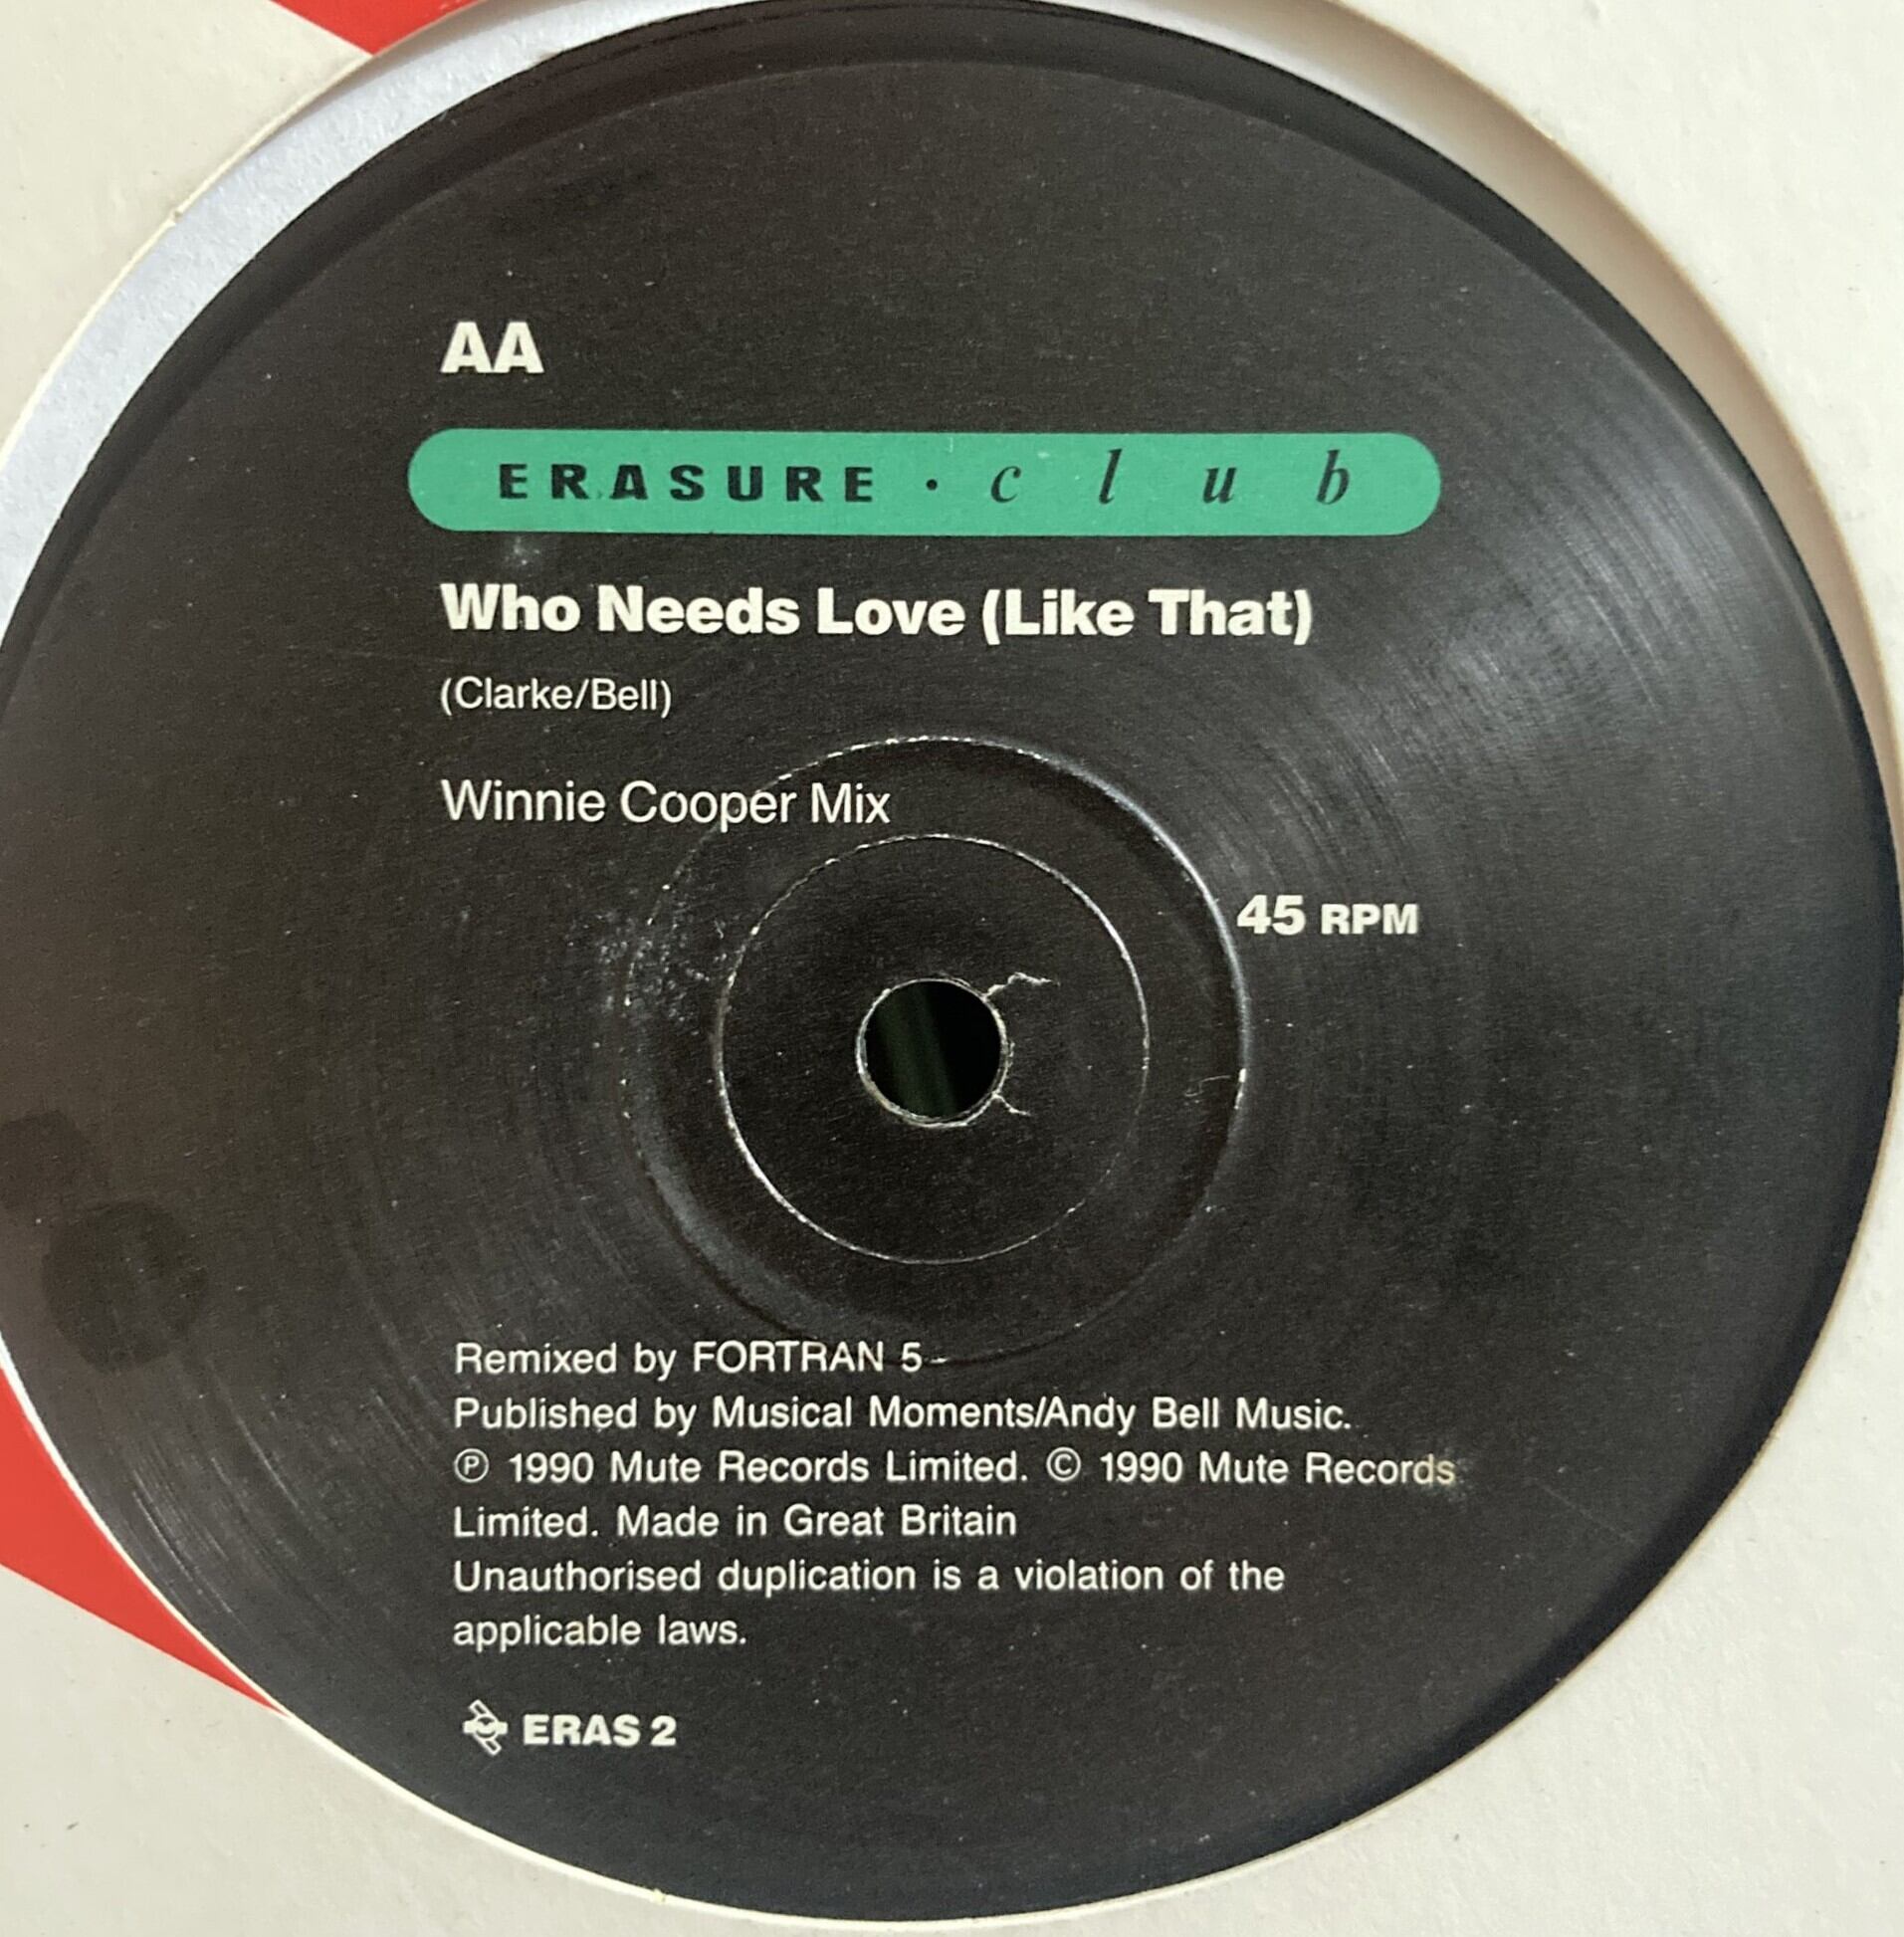 AA
ERASURE · club
Who Needs Love (Like That)
(Clarke/Bell)
Winnie Cooper Mix
45 RPM
Remixed by FORTRAN 5
Published by Musical Moments/Andy Bell Music.
℗ 1990 Mute Records Limited. © 1990 Mute Records
Limited. Made in Great Britain
Unauthorised duplication is a violation of the
applicable laws.
ERAS 2